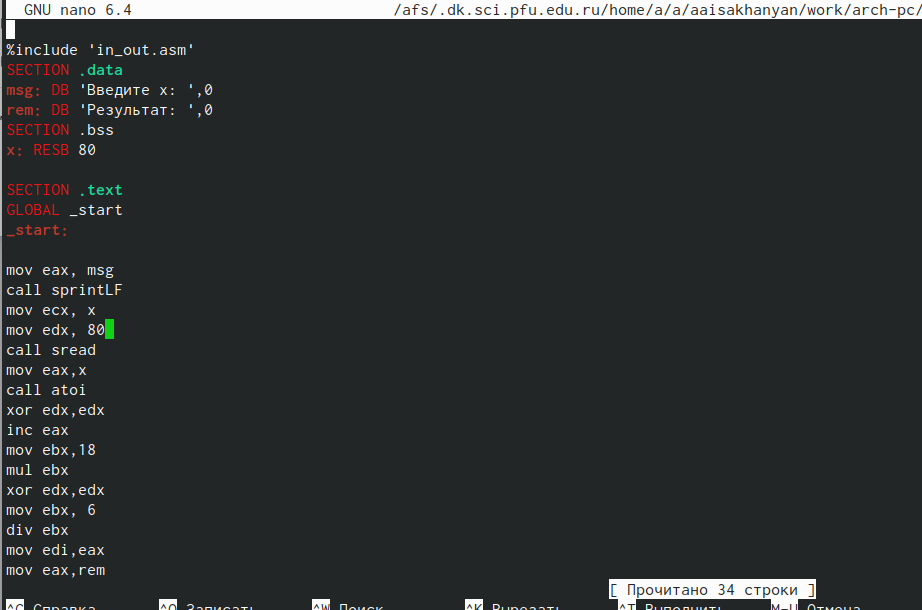 GNU nano 6.4 /afs/.dk.sci.pfu.edu.ru/home/a/a/aaisakhanyan/work/arch-pc/
%include 'in_out.asm'
SECTION .data
msg: DB 'Введите x: ',0
rem: DB 'Результат: ',0
SECTION .bss
x: RESB 80
SECTION .text
GLOBAL _start
_start:
mov eax, msg
call sprintLF
mov ecx, x
mov edx, 80
call sread
mov eax,x
call atoi
xor edx,edx
inc eax
mov ebx,18
mul ebx
xor edx,edx
mov ebx, 6
div ebx
mov edi,eax
mov eax,rem
[ Прочитано 34 строки ]
^G Справка ^O Записать ^W Поиск ^K Вырезать ^T Выполнить M-U Отмена